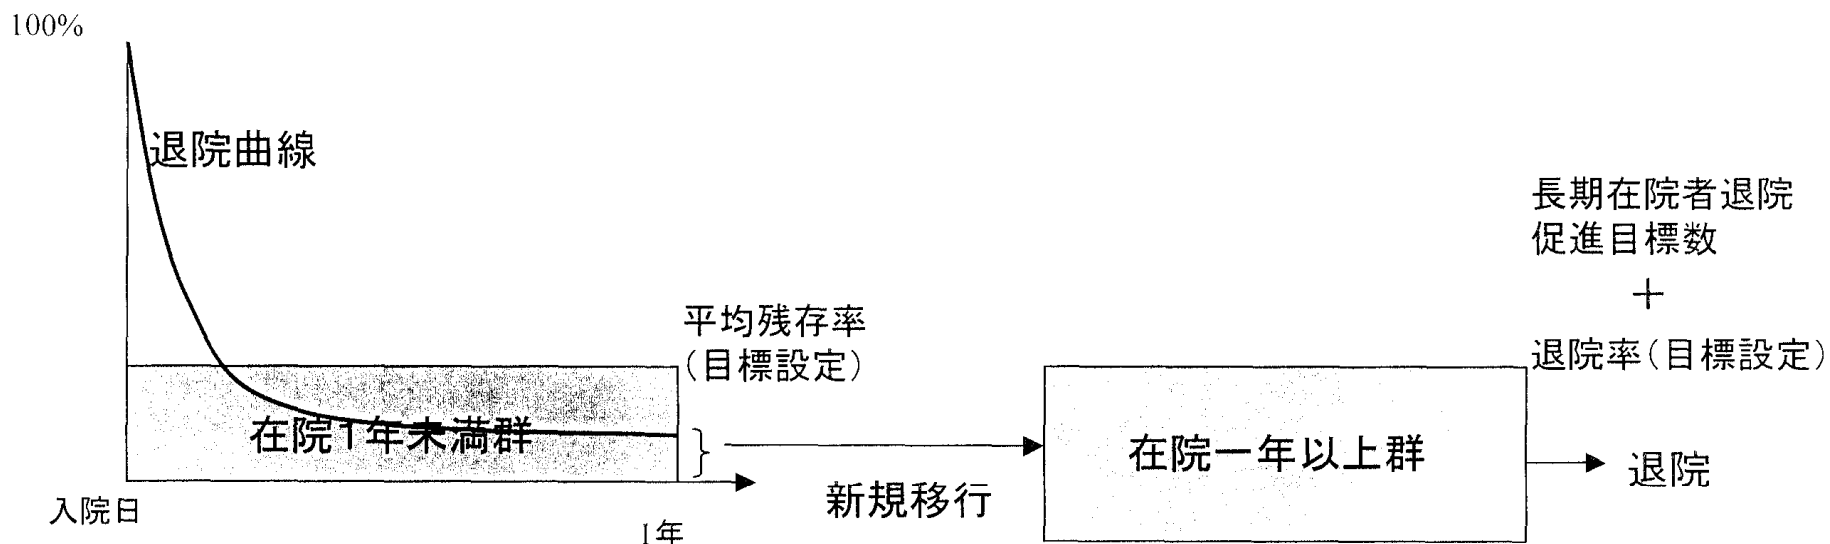 100%
退院曲線
長期在院者退院
促進目標数
＋
平均残存率
(目標設定)
退院率(目標設定)
在院1年未満群
在院一年以上群
退院
新規移行
入院日
1年